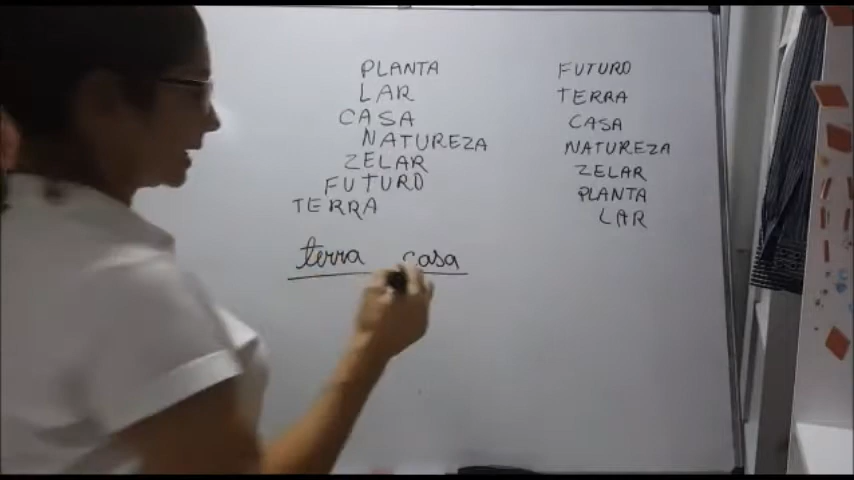 PLANTA
LAR
CASA
NATUREZA
ZELAR
FUTURO
TERRA
terra casa
FUTURO
TERRA
CASA
NATUREZA
ZELAR
PLANTA
LAR